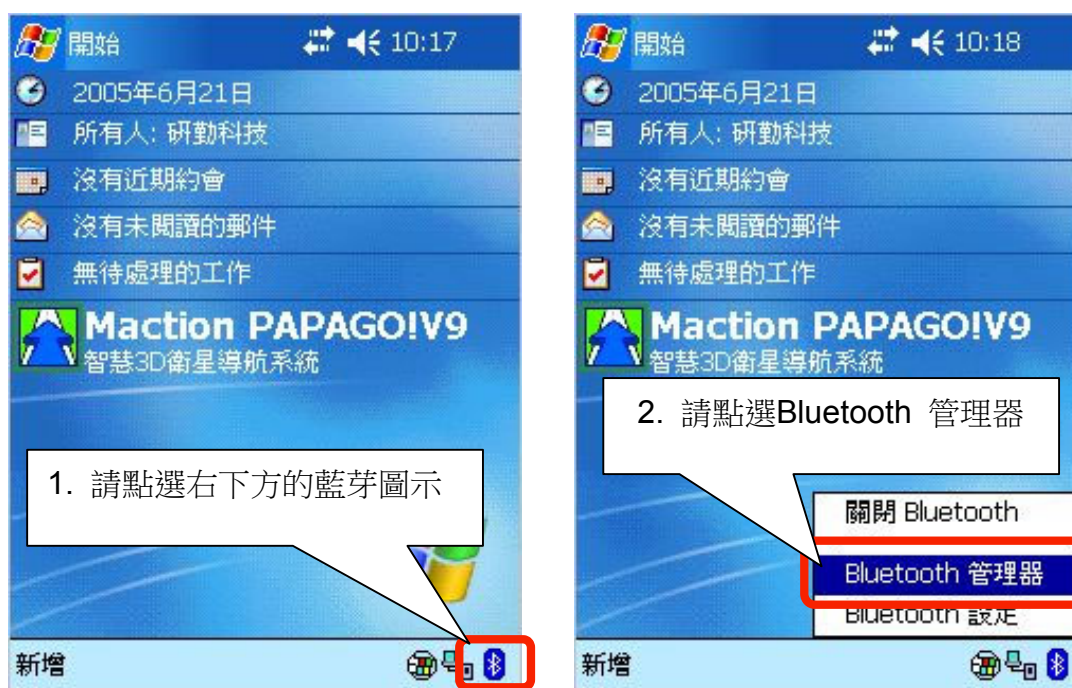 開始 10:17
2005年6月21日
所有人: 研勤科技
沒有近期約會
沒有未閱讀的郵件
無待處理的工作
Maction PAPAGO!V9
智慧3D衛星導航系統
1. 請點選右下方的藍芽圖示
新增
開始 10:18
2005年6月21日
所有人: 研勤科技
沒有近期約會
沒有未閱讀的郵件
無待處理的工作
Maction PAPAGO!V9
智慧3D衛星導航系統
2. 請點選Bluetooth 管理器
關閉 Bluetooth
Bluetooth 管理器
Bluetooth 設定
新增